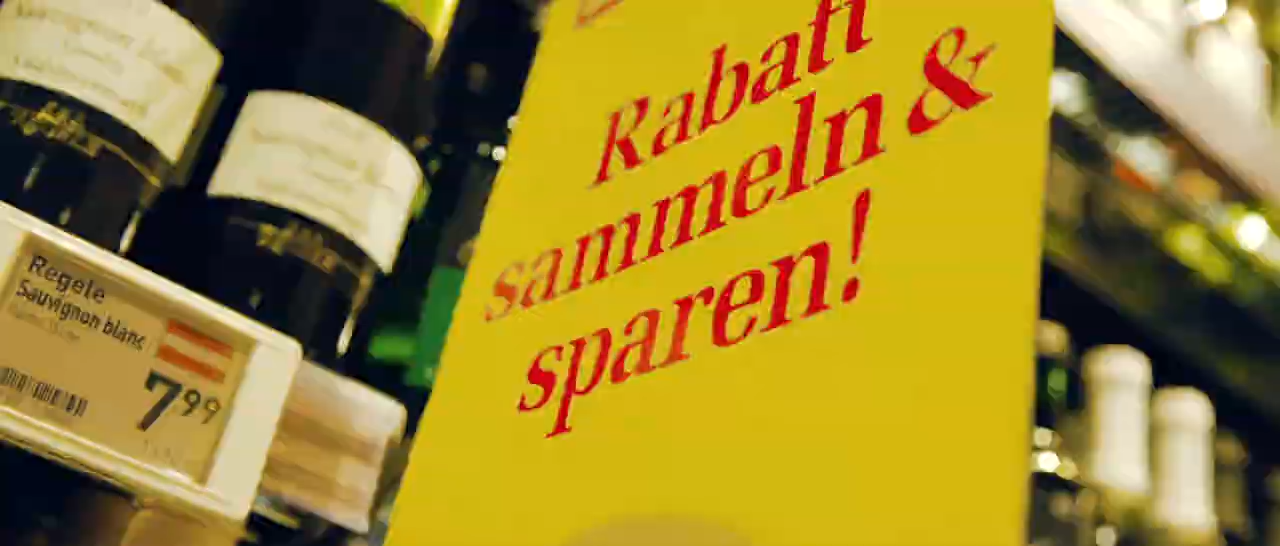 Rabatt
sammeln &
sparen!
Regele
Sauvignon blanc
7 99